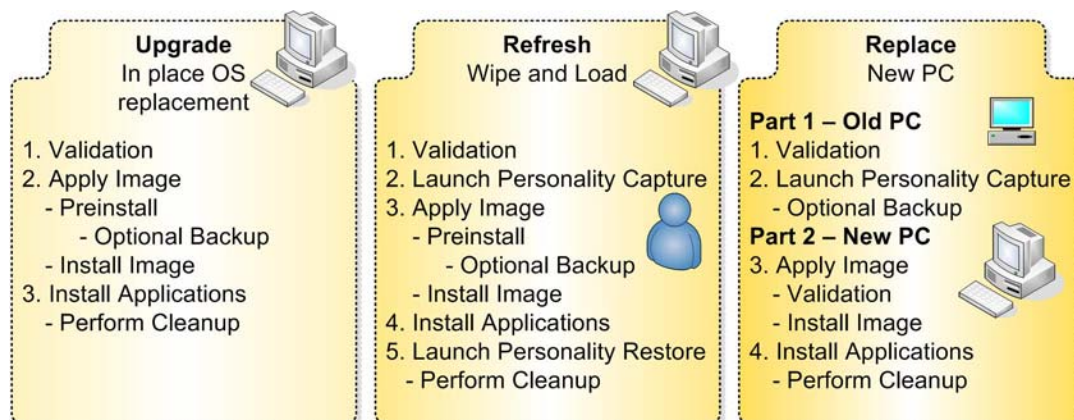 Upgrade
In place OS
replacement
1. Validation
2. Apply Image
- Preinstall
- Optional Backup
- Install Image
3. Install Applications
- Perform Cleanup
Refresh
Wipe and Load
1. Validation
2. Launch Personality Capture
3. Apply Image
- Preinstall
- Optional Backup
- Install Image
4. Install Applications
5. Launch Personality Restore
- Perform Cleanup
Replace
New PC
Part 1 – Old PC
1. Validation
2. Launch Personality Capture
- Optional Backup
Part 2 – New PC
3. Apply Image
- Validation
- Install Image
4. Install Applications
- Perform Cleanup